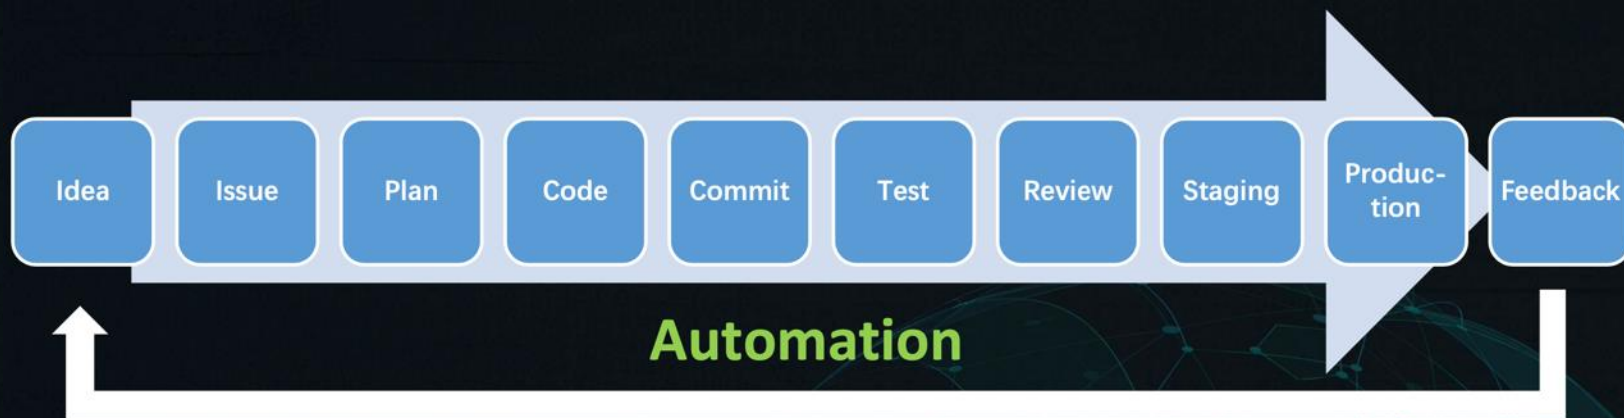 Idea
Issue
Plan
Code
Commit
Test
Review
Staging
Produc-
tion
Feedback
Automation